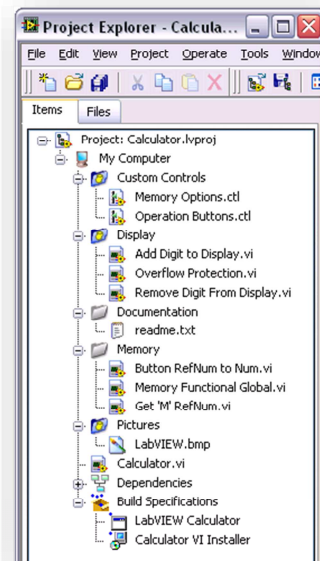 Project Explorer - Calcula...
File Edit View Project Operate Tools Window
Items Files
Project: Calculator.lvproj
My Computer
Custom Controls
Memory Options.ctl
Operation Buttons.ctl
Display
Add Digit to Display.vi
Overflow Protection.vi
Remove Digit From Display.vi
Documentation
readme.txt
Memory
Button RefNum to Num.vi
Memory Functional Global.vi
Get 'M' RefNum.vi
Pictures
LabVIEW.bmp
Calculator.vi
Dependencies
Build Specifications
LabVIEW Calculator
Calculator VI Installer